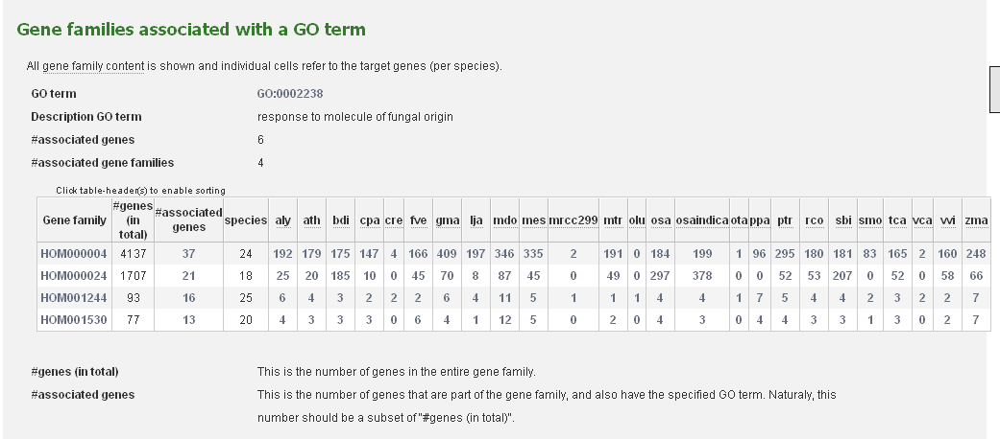 Gene families associated with a GO term
All gene family content is shown and individual cells refer to the target genes (per species).
GO term GO:0002238
Description GO term response to molecule of fungal origin
#associated genes 6
#associated gene families 4
Click table-header(s) to enable sorting
Gene family #genes (in total) #associated genes species aly ath bdi cpa cre fve gma lja mdo mes mrcc299 mtr olu osa osaindica ota ppa ptr rco sbi smo tca vca vvi zma
HOM000004 4137 37 24 192 179 175 147 4 166 409 197 346 335 2 191 0 184 199 1 96 295 180 181 83 165 2 160 248
HOM000024 1707 21 18 25 20 185 10 0 45 70 8 87 45 0 49 0 297 378 0 0 52 53 207 0 52 0 58 66
HOM001244 93 16 25 6 4 3 2 2 2 6 4 11 5 1 1 1 4 4 1 7 5 4 4 2 3 2 2 7
HOM001530 77 13 20 4 3 3 3 0 6 4 1 12 5 0 2 0 4 3 0 4 4 3 3 1 3 0 2 7
#genes (in total) This is the number of genes in the entire gene family.
#associated genes This is the number of genes that are part of the gene family, and also have the specified GO term. Naturaly, this
number should be a subset of "#genes (in total)".